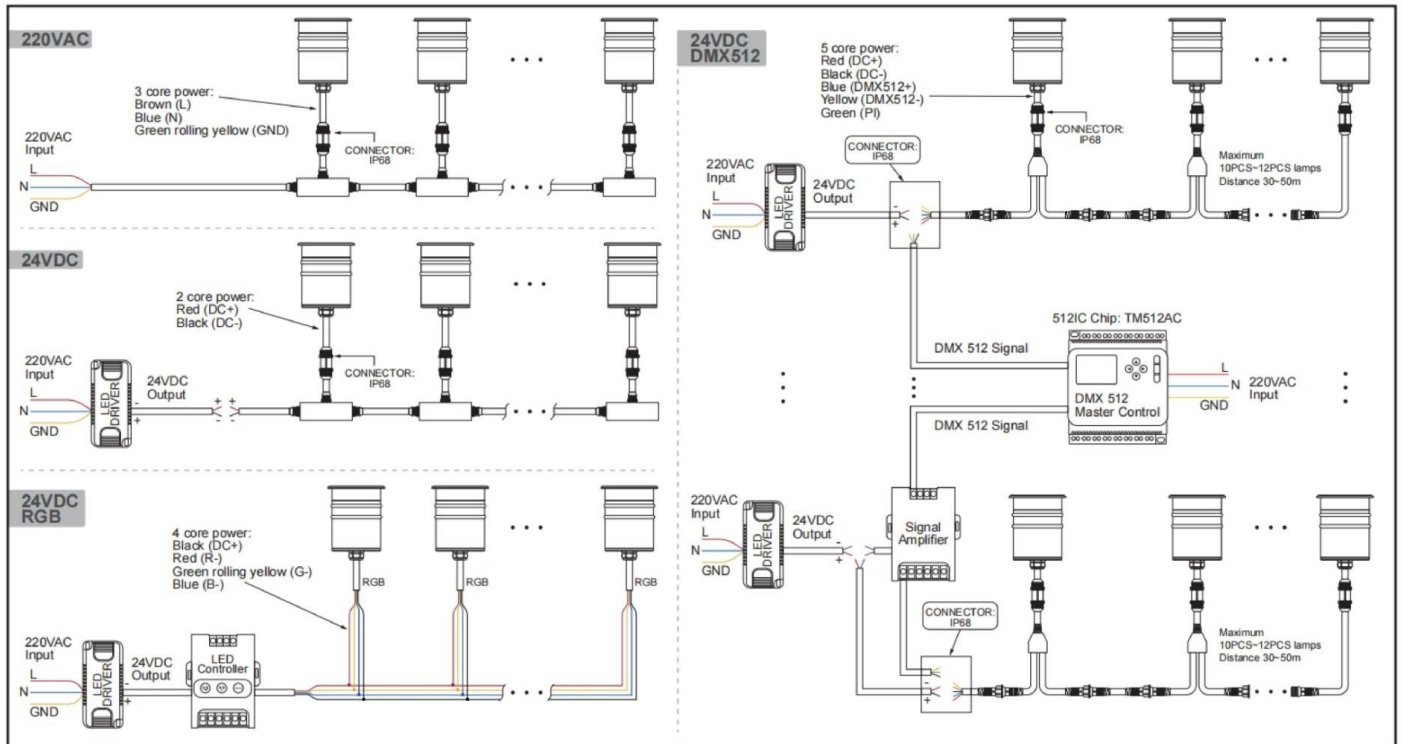 220VAC
3 core power:
Brown (L)
Blue (N)
Green rolling yellow (GND)
220VAC
Input
L
N
GND
CONNECTOR:
IP68
24VDC
2 core power:
Red (DC+)
Black (DC-)
220VAC
Input
L
N
GND
LED
DRIVER
24VDC
Output
-
+
+ +
- -
CONNECTOR:
IP68
24VDC
RGB
4 core power:
Black (DC+)
Red (R-)
Green rolling yellow (G-)
Blue (B-)
RGB
RGB
RGB
220VAC
Input
L
N
GND
LED
DRIVER
24VDC
Output
-
+
LED
Controller
24VDC
DMX512
5 core power:
Red (DC+)
Black (DC-)
Blue (DMX512+)
Yellow (DMX512-)
Green (PI)
CONNECTOR:
IP68
CONNECTOR:
IP68
220VAC
Input
L
N
GND
LED
DRIVER
24VDC
Output
-
+
Maximum
10PCS~12PCS lamps
Distance 30~50m
512IC Chip: TM512AC
DMX 512 Signal
DMX 512
Master Control
L
N
GND
220VAC
Input
DMX 512 Signal
220VAC
Input
L
N
GND
LED
DRIVER
24VDC
Output
-
+
Signal
Amplifier
CONNECTOR:
IP68
-
+
Maximum
10PCS~12PCS lamps
Distance 30~50m